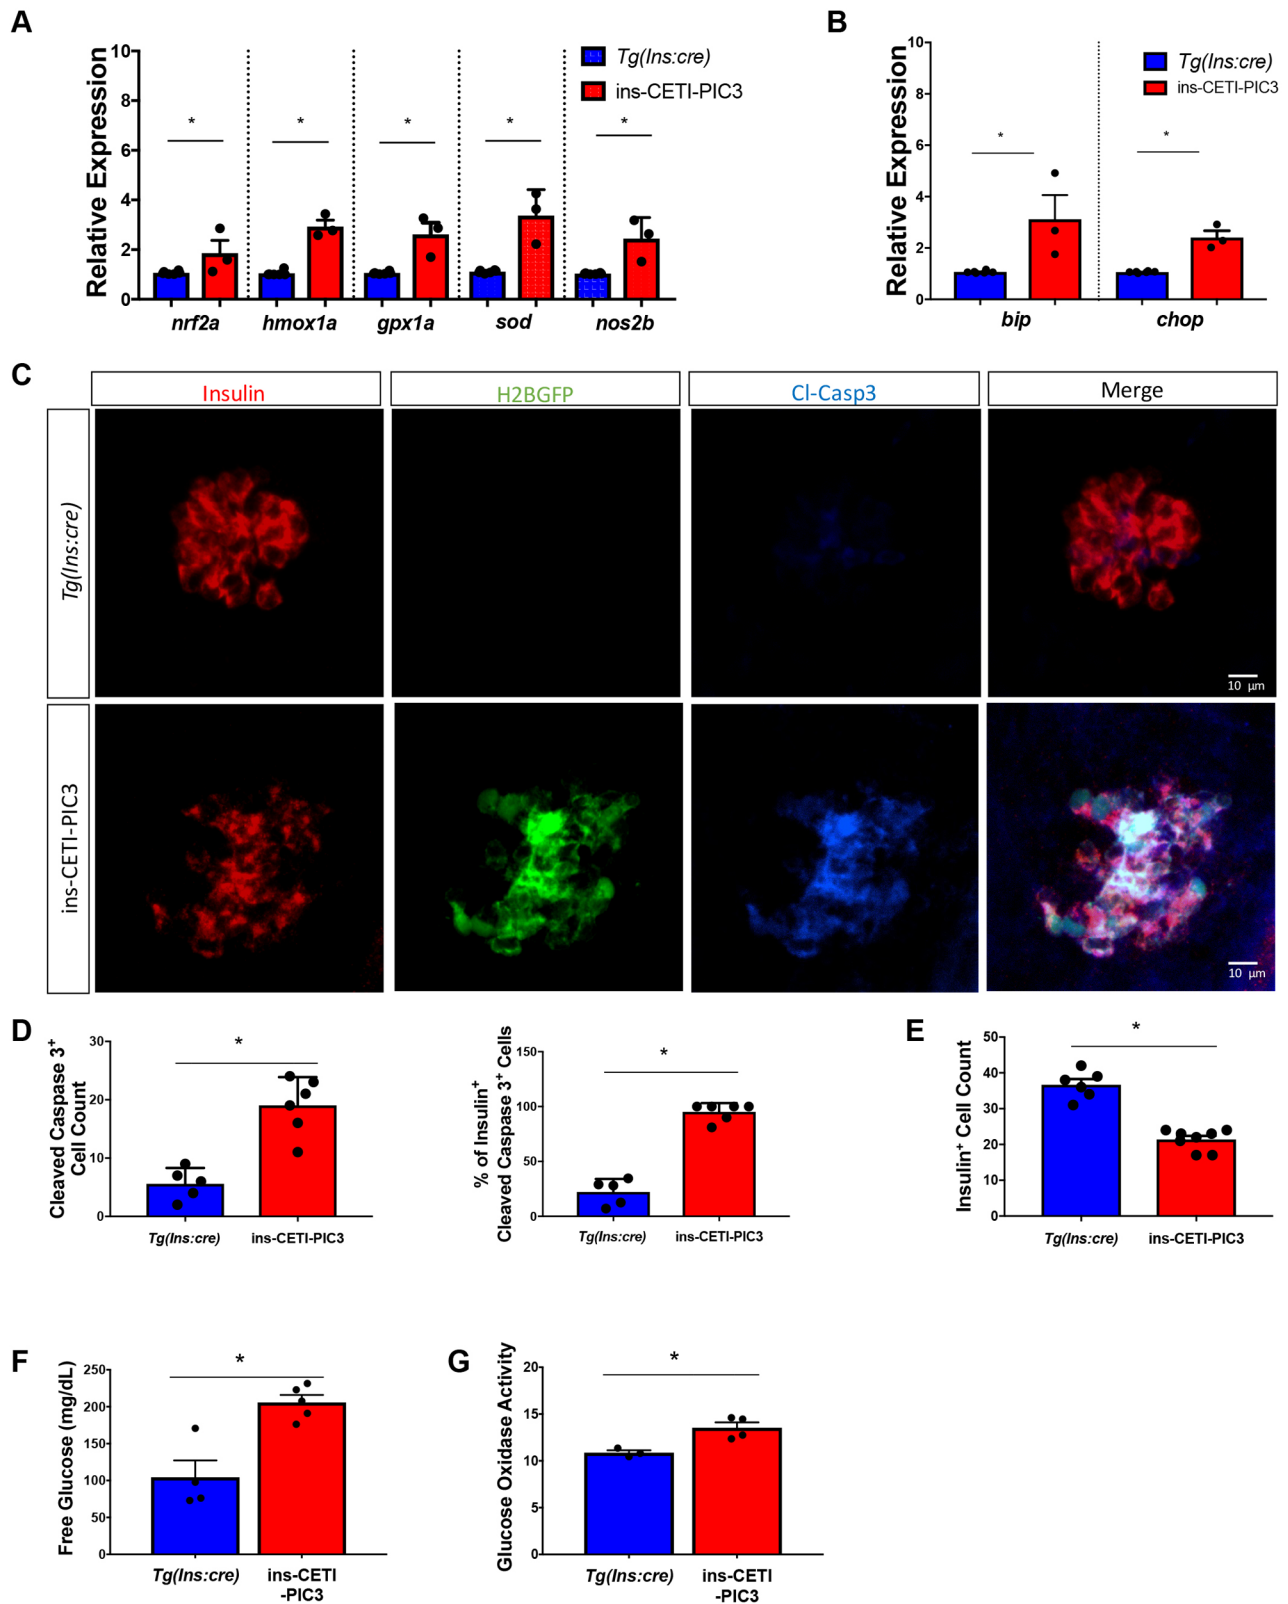 A
Relative Expression
10
8
6
4
2
0
*
*
*
*
*
Tg(Ins:cre)
ins-CETI-PIC3
nrf2a
hmox1a
gpx1a
sod
nos2b
B
Relative Expression
10
8
6
4
2
0
*
*
Tg(Ins:cre)
ins-CETI-PIC3
bip
chop
C
Insulin
H2BGFP
Cl-Casp3
Merge
Tg(Ins:cre)
10 µm
ins-CETI-PIC3
10 µm
D
Cleaved Caspase 3+
Cell Count
30
20
10
0
*
Tg(Ins:cre)
ins-CETI-PIC3
% of Insulin+
Cleaved Caspase 3+ Cells
150
100
50
0
*
Tg(Ins:cre)
ins-CETI-PIC3
E
Insulin+ Cell Count
50
40
30
20
10
0
*
Tg(Ins:cre)
ins-CETI-PIC3
F
Free Glucose (mg/dL)
250
200
150
100
50
0
*
Tg(Ins:cre)
ins-CETI
-PIC3
G
Glucose Oxidase Activity
20
15
10
5
0
*
Tg(Ins:cre)
ins-CETI
-PIC3